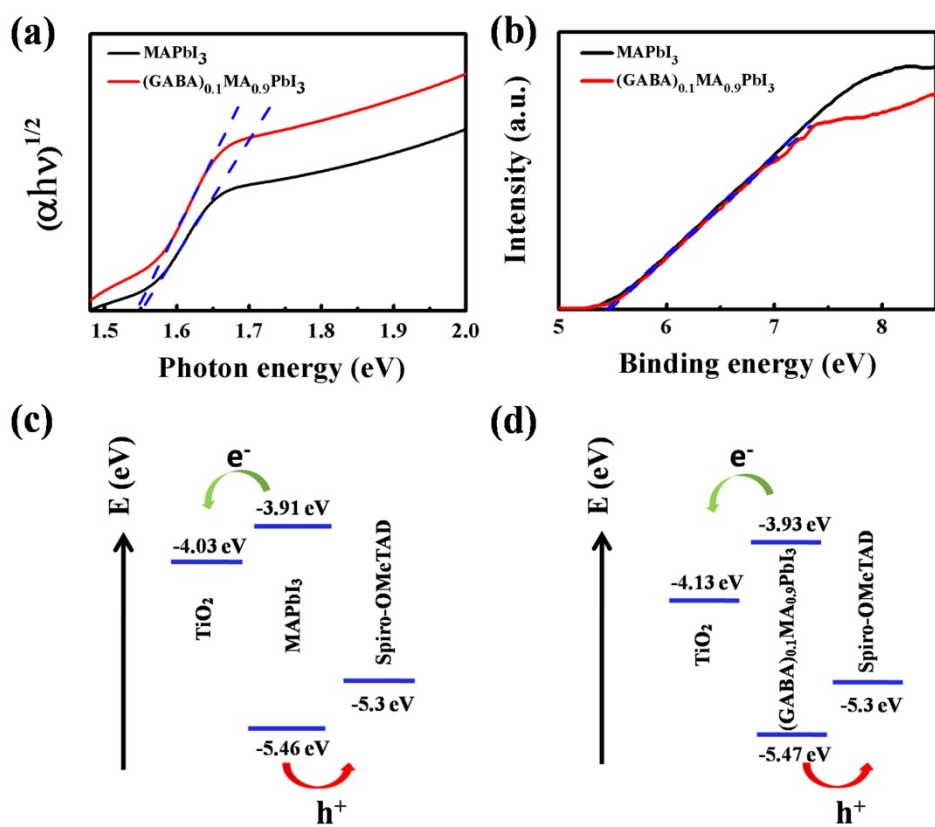 (a)
MAPbI₃
(GABA)₀.₁MA₀.₉PbI₃
(αhν)¹/²
1.5 1.6 1.7 1.8 1.9 2.0
Photon energy (eV)
(b)
MAPbI₃
(GABA)₀.₁MA₀.₉PbI₃
Intensity (a.u.)
5 6 7 8
Binding energy (eV)
(c)
E (eV)
e⁻
-3.91 eV
-4.03 eV
TiO₂
MAPbI₃
Spiro-OMeTAD
-5.3 eV
-5.46 eV
h⁺
(d)
E (eV)
e⁻
-3.93 eV
-4.13 eV
TiO₂
(GABA)₀.₁MA₀.₉PbI₃
Spiro-OMeTAD
-5.3 eV
-5.47 eV
h⁺